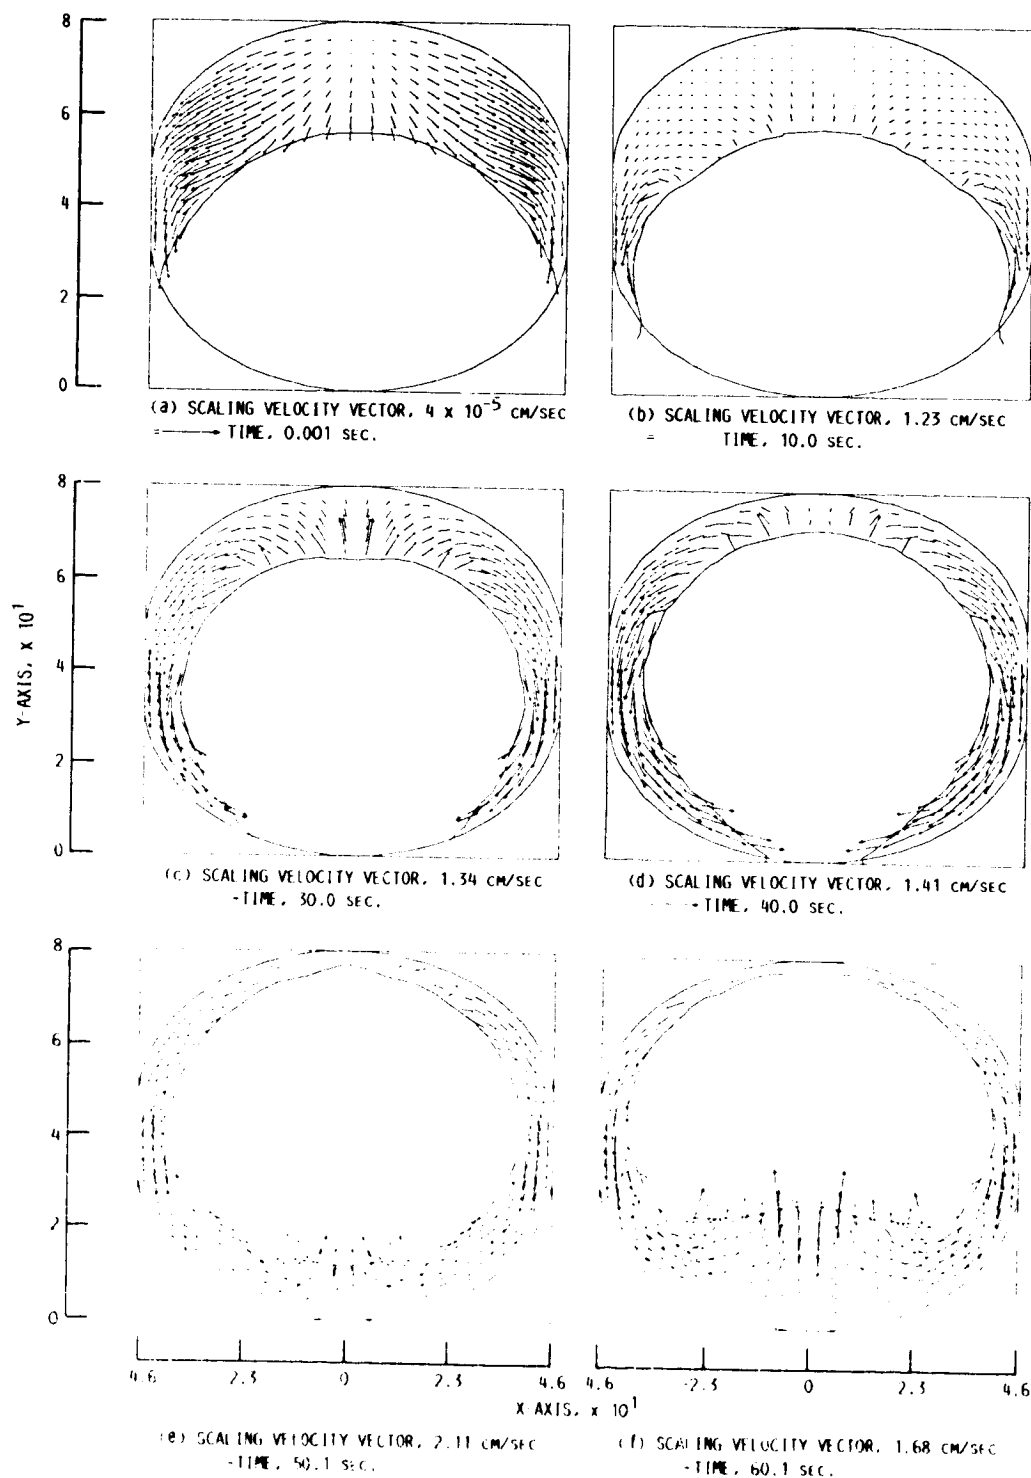 8
6
4
2
0
(a) SCALING VELOCITY VECTOR, 4 x 10⁻⁵ CM/SEC
TIME, 0.001 SEC.
(b) SCALING VELOCITY VECTOR, 1.23 CM/SEC
TIME, 10.0 SEC.
8
6
4
2
0
Y-AXIS, x 10¹
(c) SCALING VELOCITY VECTOR, 1.34 CM/SEC
-TIME, 30.0 SEC.
(d) SCALING VELOCITY VECTOR, 1.41 CM/SEC
TIME, 40.0 SEC.
8
6
4
2
0
4.6 2.3 0 2.3 4.6
4.6 -2.3 0 2.3 4.6
X AXIS, x 10¹
(e) SCALING VELOCITY VECTOR, 2.11 CM/SEC
-TIME, 50.1 SEC.
(f) SCALING VELOCITY VECTOR, 1.68 CM/SEC
-TIME, 60.1 SEC.